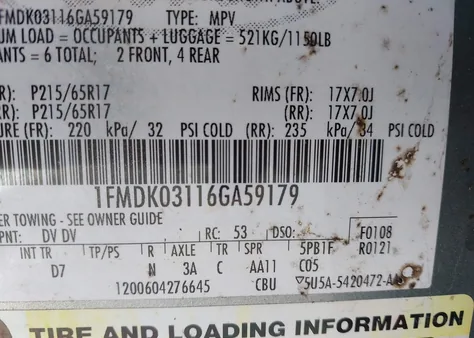 FMDK03116GA59179 TYPE: MPV
UM LOAD = OCCUPANTS + LUGGAGE = 521KG/1150LB
ANTS = 6 TOTAL; 2 FRONT, 4 REAR
R): P215/65R17 RIMS (FR): 17X7.0J
R): P215/65R17 (RR): 17X7.0J
URE (FR): 220 kPa/ 32 PSI COLD (RR): 235 kPa/34 PSI COLD
1FMDK03116GA59179
ER TOWING - SEE OWNER GUIDE
PNT: DV DV RC: 53 DSO: F0108
INT TR TP/PS R AXLE TR SPR 5PB1F R0121
D7 N 3A C AA11 C05
1200604276645 CBU ▽5U5A-5420472-A
TIRE AND LOADING INFORMATION